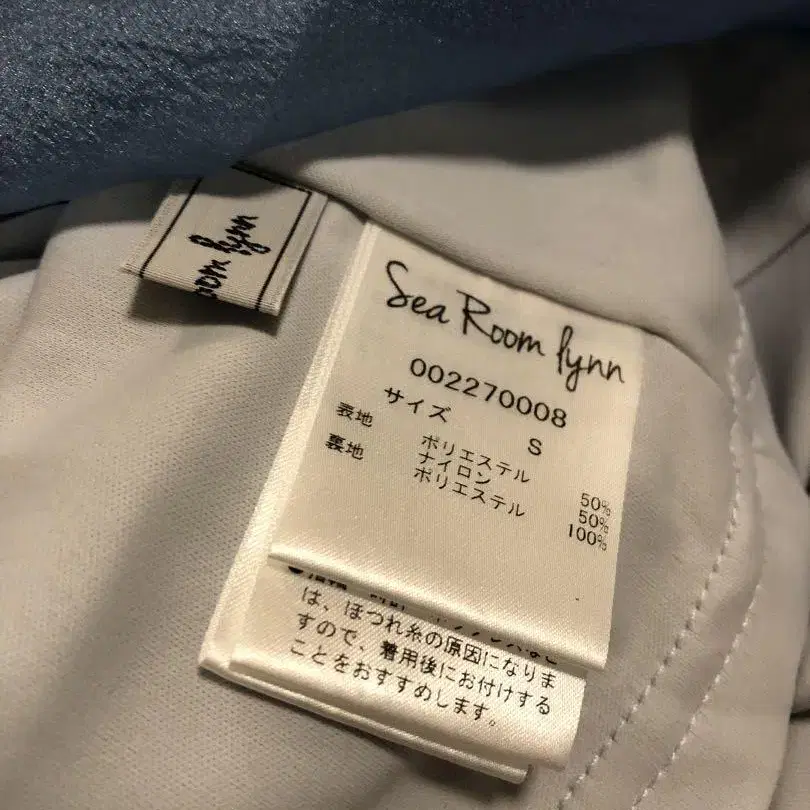 room lynn
Sea Room lynn
002270008
サイズ S
表地 ポリエステル 50%
ナイロン 50%
裏地 ポリエステル 100%
は、ほつれ糸の原因になりま
すので、着用後にお付けする
ことをおすすめします。